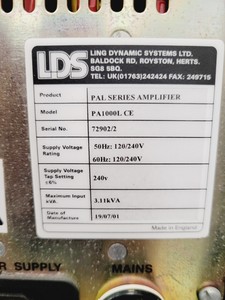 LDS
LING DYNAMIC SYSTEMS LTD.
BALDOCK RD, ROYSTON, HERTS.
SG8 5BQ.
TEL: UK(01763)242424 FAX: 249715
Product PAL SERIES AMPLIFIER
Model PA1000L CE
Serial No. 72902/2
Supply Voltage Rating
50Hz: 120/240V
60Hz: 120/240V
Supply Voltage Tap Setting ±6% 240v
Maximum Input kVA. 3.11kVA
Date of Manufacture 19/07/01
Made in England
R SUPPLY
MAINS